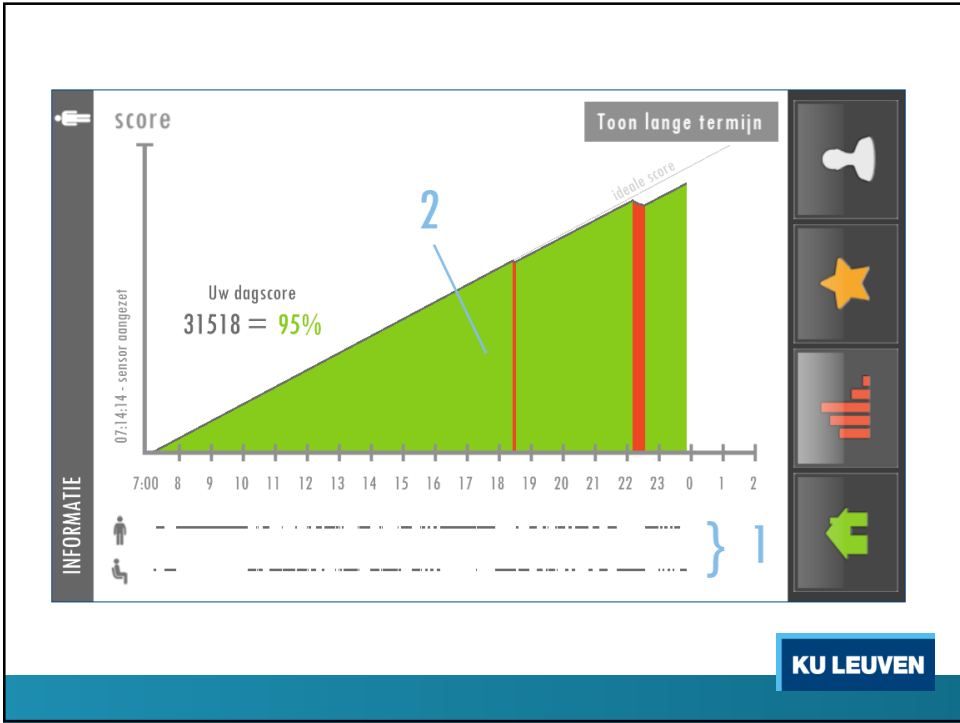 score
Toon lange termijn
ideale score
2
Uw dagscore
31518 = 95%
07:14:14 - sensor aangezet
INFORMATIE
7:00 8 9 10 11 12 13 14 15 16 17 18 19 20 21 22 23 0 1 2
} 1
KU LEUVEN